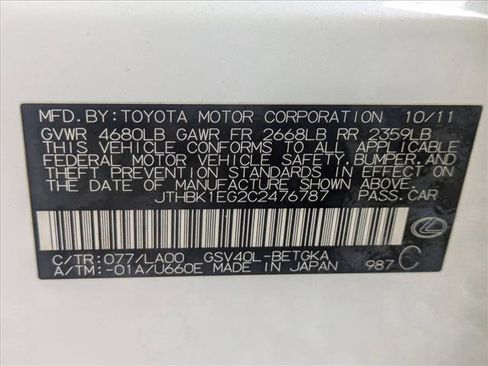 MFD. BY: TOYOTA MOTOR CORPORATION 10/11
GVWR 4680LB GAWR FR 2668LB RR 2359LB
THIS VEHICLE CONFORMS TO ALL APPLICABLE
FEDERAL MOTOR VEHICLE SAFETY, BUMPER, AND
THEFT PREVENTION STANDARDS IN EFFECT ON
THE DATE OF MANUFACTURE SHOWN ABOVE.
JTHBK1EG2C2476787 PASS. CAR
C/TR: 077/LA00 GSV40L-BETGKA
A/TM: -01A/U660E MADE IN JAPAN 987 C